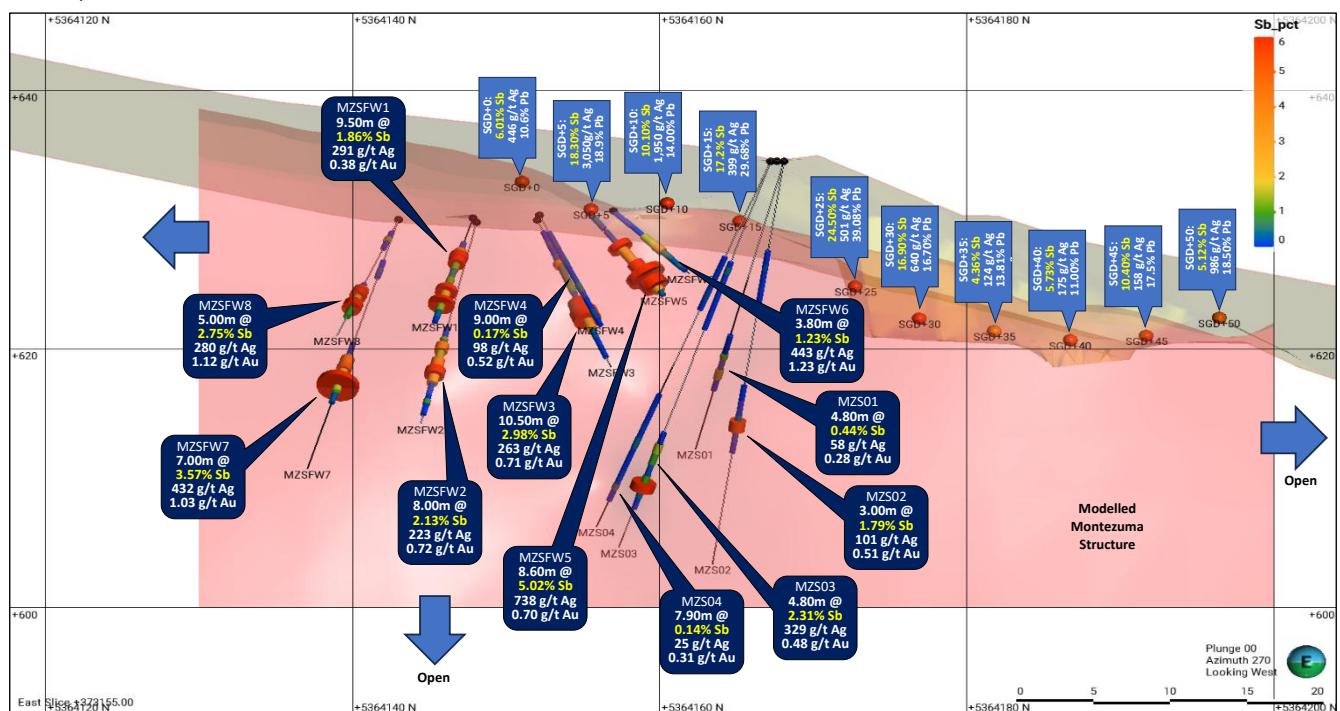 +5364120 N
+5364140 N
+5364160 N
+5364180 N
+5364200 N
Sb_pct
6
5
4
3
2
1
0
+640
+640
+620
+620
+600
+600
MZSFW1
9.50m @
1.86% Sb
291 g/t Ag
0.38 g/t Au
SGD+0:
6.01% Sb
446 g/t Ag
10.6% Pb
SGD+5:
18.30% Sb
3,050g/t Ag
18.9% Pb
SGD+10:
10.10% Sb
1,950 g/t Ag
14.00% Pb
SGD+15:
17.2% Sb
399 g/t Ag
29.68% Pb
SGD+25:
24.50% Sb
501 g/t Ag
39.08% Pb
SGD+30:
16.90% Sb
640 g/t Ag
16.70% Pb
SGD+35:
4.36% Sb
124 g/t Ag
13.81% Pb
SGD+40:
5.73% Sb
175 g/t Ag
11.00% Pb
SGD+45:
10.40% Sb
158 g/t Ag
17.5% Pb
SGD+50:
5.12% Sb
986 g/t Ag
18.50% Pb
SGD+0
SGD+5
SGD+10
SGD+15
SGD+25
SGD+30
SGD+35
SGD+40
SGD+45
SGD+50
MZSFW8
5.00m @
2.75% Sb
280 g/t Ag
1.12 g/t Au
MZSFW4
9.00m @
0.17% Sb
98 g/t Ag
0.52 g/t Au
MZSFW6
3.80m @
1.23% Sb
443 g/t Ag
1.23 g/t Au
MZSFW7
7.00m @
3.57% Sb
432 g/t Ag
1.03 g/t Au
MZSFW3
10.50m @
2.98% Sb
263 g/t Ag
0.71 g/t Au
MZS01
4.80m @
0.44% Sb
58 g/t Ag
0.28 g/t Au
MZSFW2
8.00m @
2.13% Sb
223 g/t Ag
0.72 g/t Au
MZS02
3.00m @
1.79% Sb
101 g/t Ag
0.51 g/t Au
MZSFW5
8.60m @
5.02% Sb
738 g/t Ag
0.70 g/t Au
MZS04
7.90m @
0.14% Sb
25 g/t Ag
0.31 g/t Au
MZS03
4.80m @
2.31% Sb
329 g/t Ag
0.48 g/t Au
MZSFW8
MZSFW1
MZSFW4
MZSFW5
MZSFW3
MZSFW2
MZSFW7
MZS01
MZS04
MZS03
MZS02
Open
Open
Modelled
Montezuma
Structure
Plunge 00
Azimuth 270
Looking West
E
0
5
10
15
20
East Slice +373155.00
+5364120 N
+5364140 N
+5364160 N
+5364180 N
+5364200 N